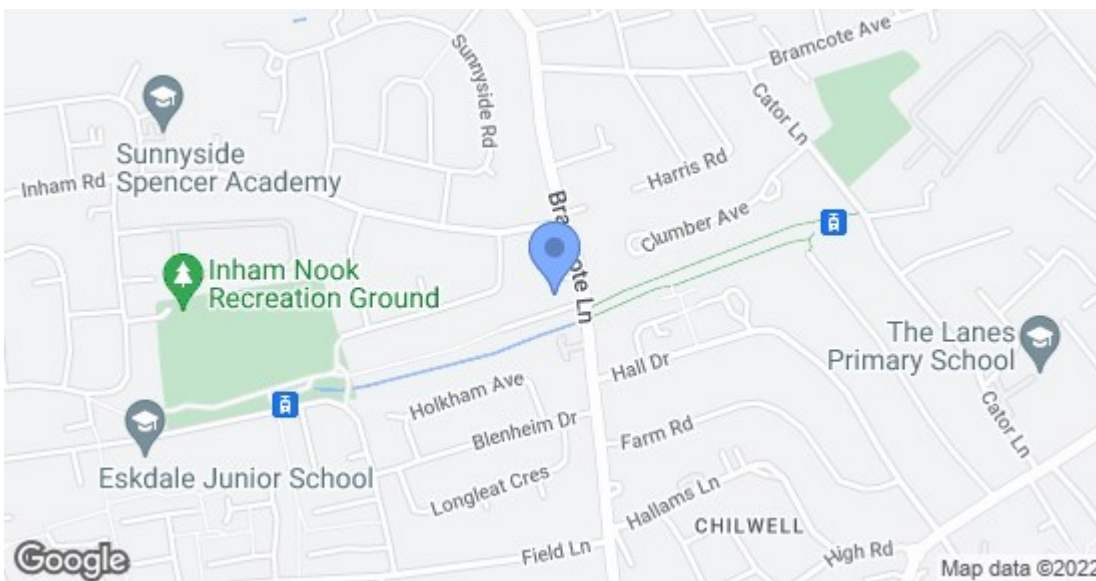 Bramcote Ave
Sunnyside Rd
Cator Ln
Sunnyside
Spencer Academy
Inham Rd
Harris Rd
Clumber Ave
Bramcote Ln
Inham Nook
Recreation Ground
The Lanes
Primary School
Hall Dr
Holkham Ave
Cator Ln
Blenheim Dr
Farm Rd
Eskdale Junior School
Longleat Cres
Hallams Ln
CHILWELL
Field Ln
High Rd
Google
Map data ©2022